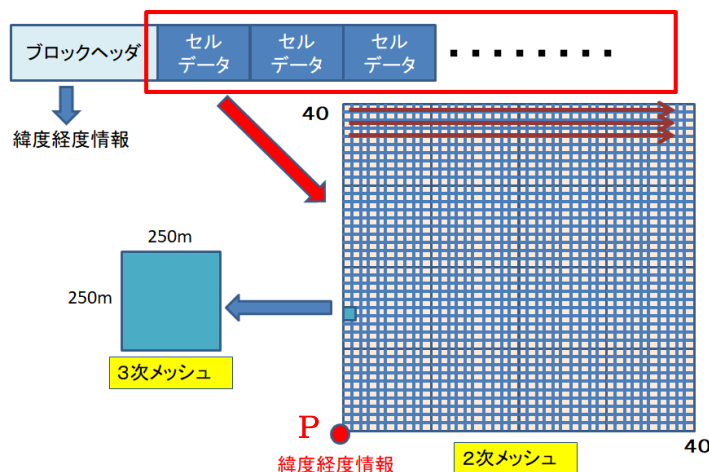 ブロックヘッダ
セル
データ
セル
データ
セル
データ
・・・・・・・・
緯度経度情報
40
250m
250m
３次メッシュ
P
緯度経度情報
２次メッシュ
40